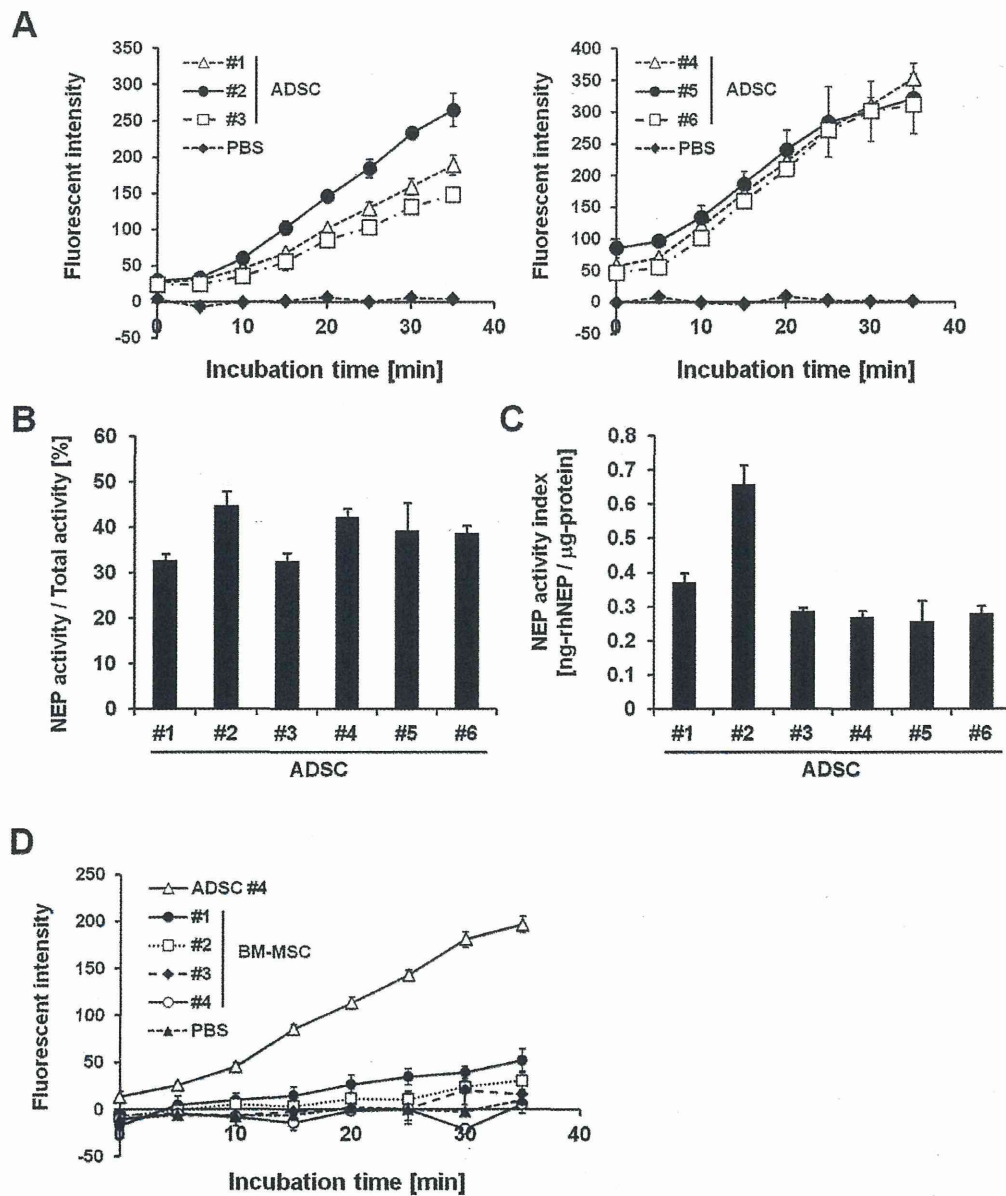 A
Fluorescent intensity
350
300
250
200
150
100
50
0
-50
0
10
20
30
40
Incubation time [min]
#1
#2
#3
ADSC
PBS
Fluorescent intensity
400
350
300
250
200
150
100
50
0
-50
0
10
20
30
40
Incubation time [min]
#4
#5
#6
ADSC
PBS
B
NEP activity / Total activity [%]
60
50
40
30
20
10
0
#1 #2 #3 #4 #5 #6
ADSC
C
NEP activity index
[ng-rhNEP / μg-protein]
0.8
0.7
0.6
0.5
0.4
0.3
0.2
0.1
0
#1 #2 #3 #4 #5 #6
ADSC
D
Fluorescent intensity
250
200
150
100
50
0
-50
0
10
20
30
40
Incubation time [min]
ADSC #4
#1
#2
#3
#4
BM-MSC
PBS